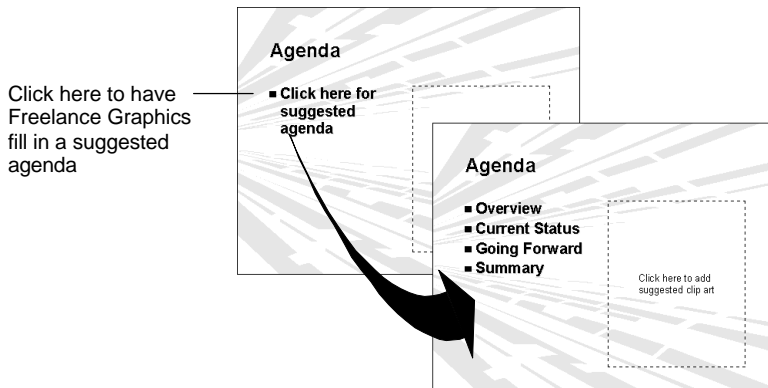 Click here to have
Freelance Graphics
fill in a suggested
agenda
Agenda
■ Click here for
suggested
agenda
Agenda
■ Overview
■ Current Status
■ Going Forward
■ Summary
Click here to add
suggested clip art